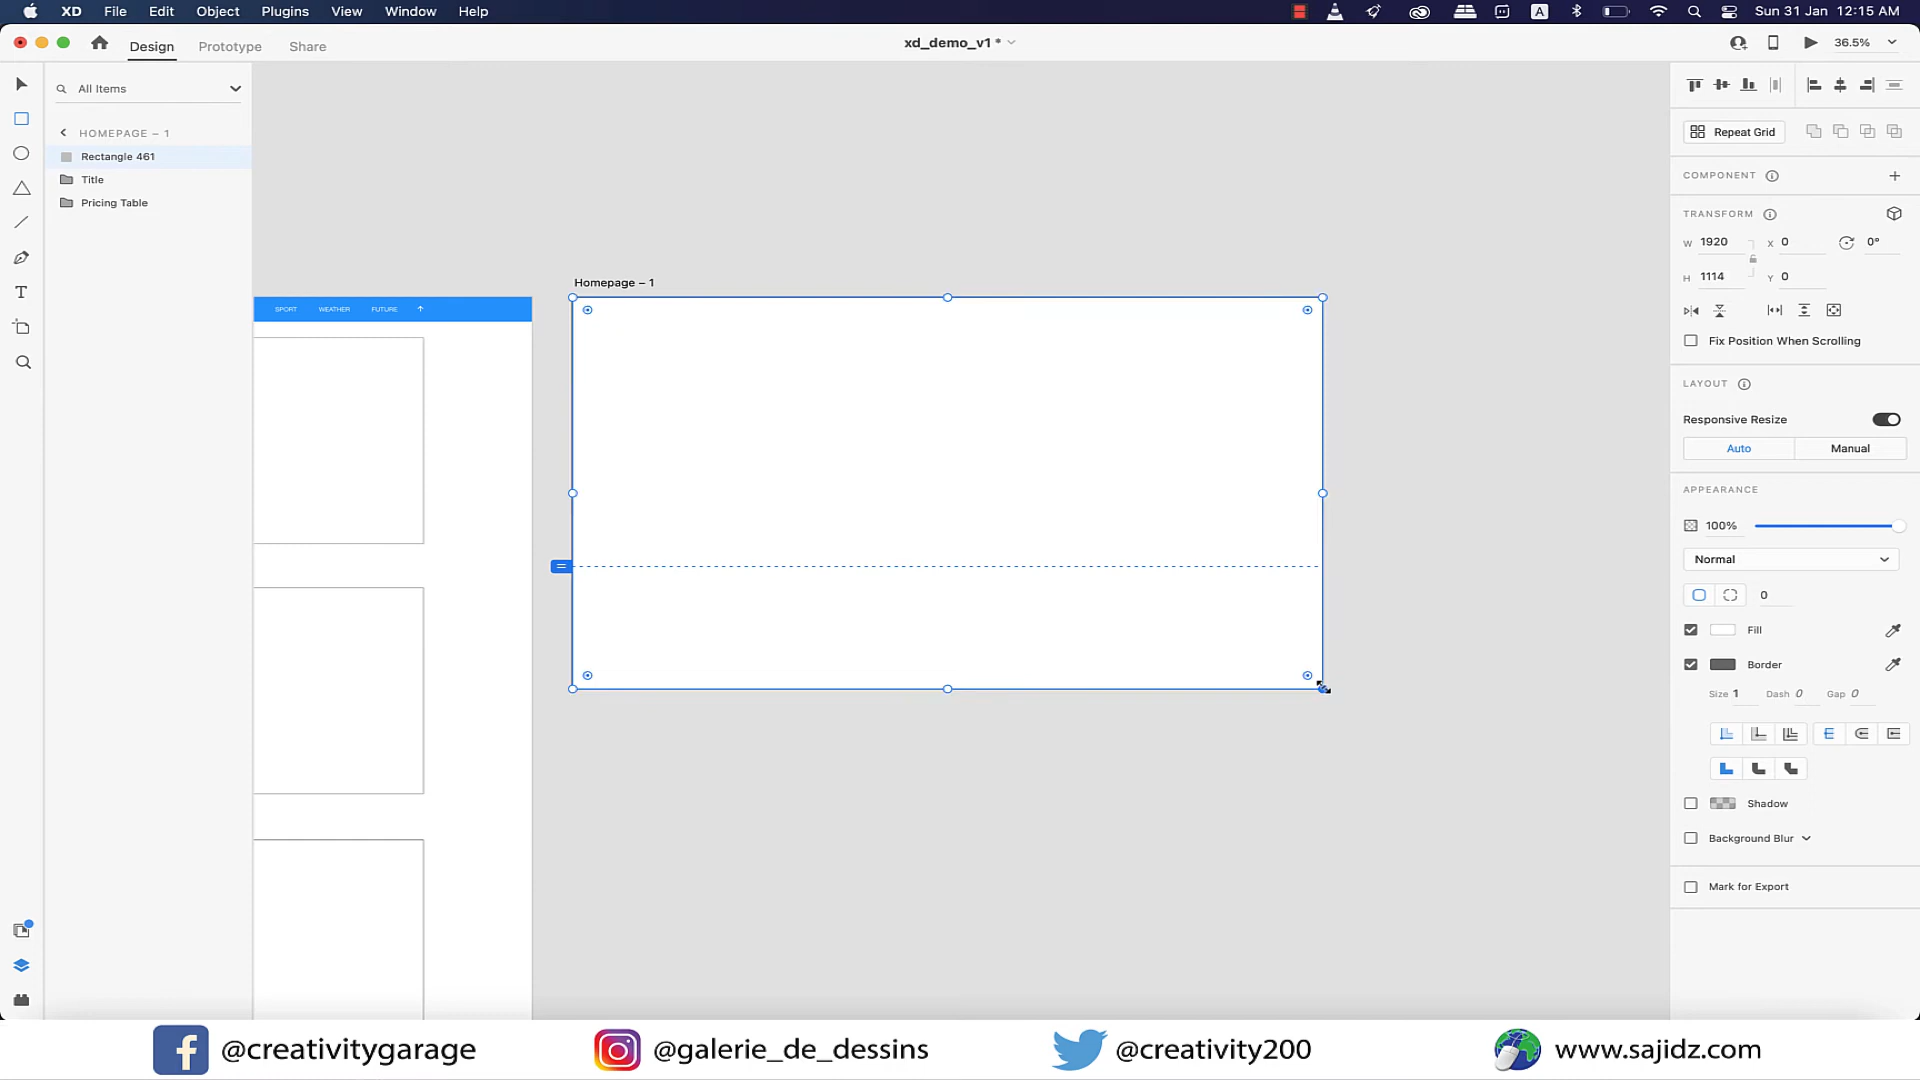 XD File Edit Object Plugins View Window Help
A Sun 31 Jan 12:15 AM
Design Prototype Share
xd_demo_v1 *
36.5%
All Items
HOMEPAGE – 1
Rectangle 461
Title
Pricing Table
Homepage – 1
SPORT WEATHER FUTURE
Repeat Grid
COMPONENT
TRANSFORM
W 1920 X 0 0°
H 1114 Y 0
Fix Position When Scrolling
LAYOUT
Responsive Resize
Auto Manual
APPEARANCE
100%
Normal
0
Fill
Border
Size 1 Dash 0 Gap 0
Shadow
Background Blur
Mark for Export
@creativitygarage @galerie_de_dessins @creativity200 www.sajidz.com